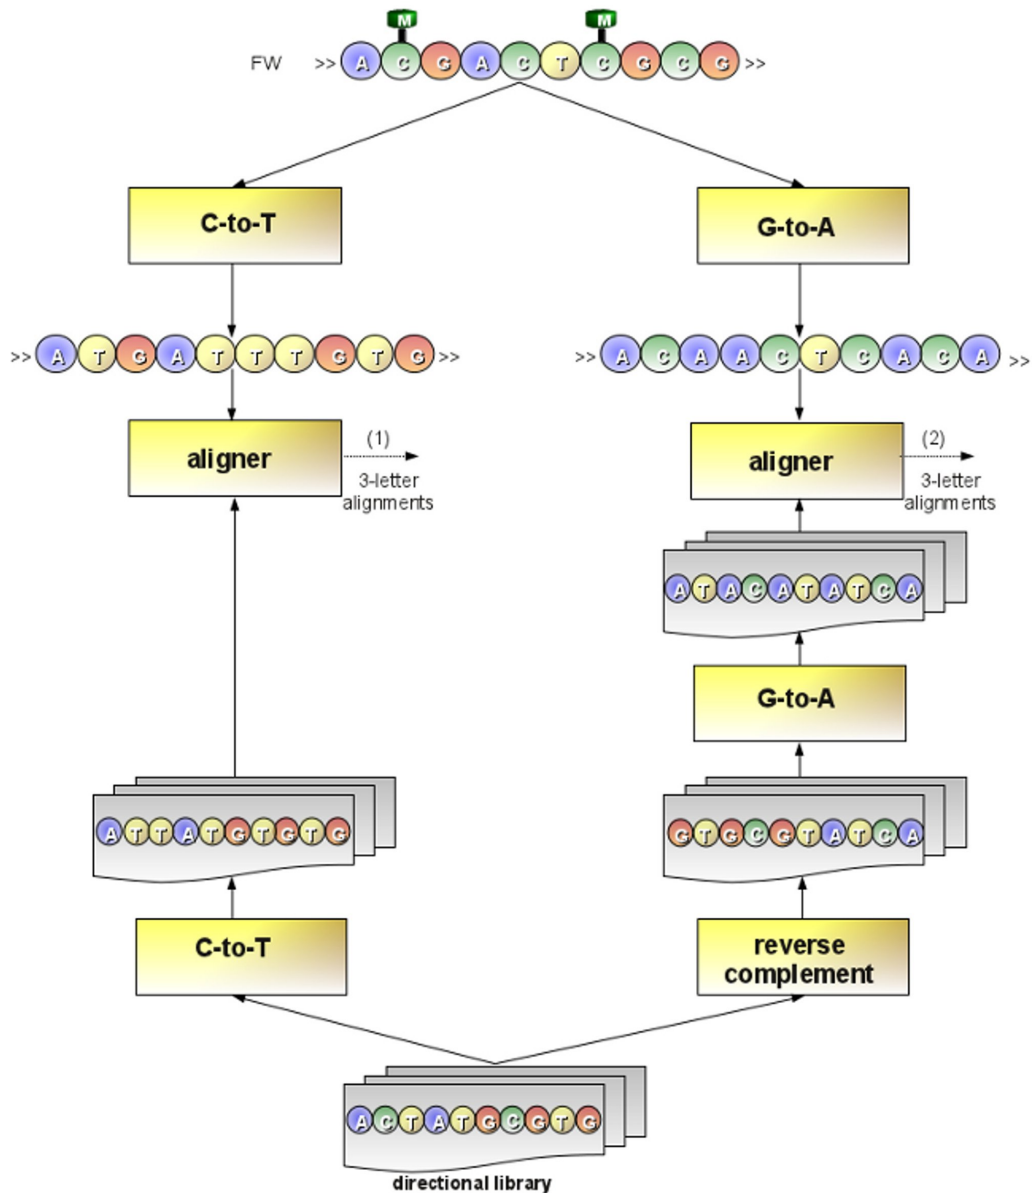 M M
FW >> A C G A C T C G C G >>
C-to-T
G-to-A
>> A T G A T T T G T G >>
>> A C A A C T C A C A >>
aligner
(1)
3-letter
alignments
aligner
(2)
3-letter
alignments
A T A C A T A T C A
G-to-A
A T T A T G T G T G
G T G C G T A T C A
C-to-T
reverse
complement
A C T A T G C G T G
directional library